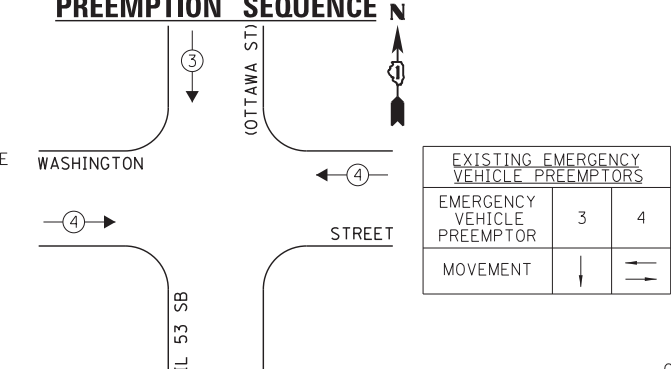 PREEMPTION SEQUENCE
N
3
(OTTAWA ST)
1
E
WASHINGTON
4
4
STREET
IL 53 SB
EXISTING EMERGENCY
VEHICLE PREEMPTORS
EMERGENCY
VEHICLE
PREEMPTOR
3
4
MOVEMENT